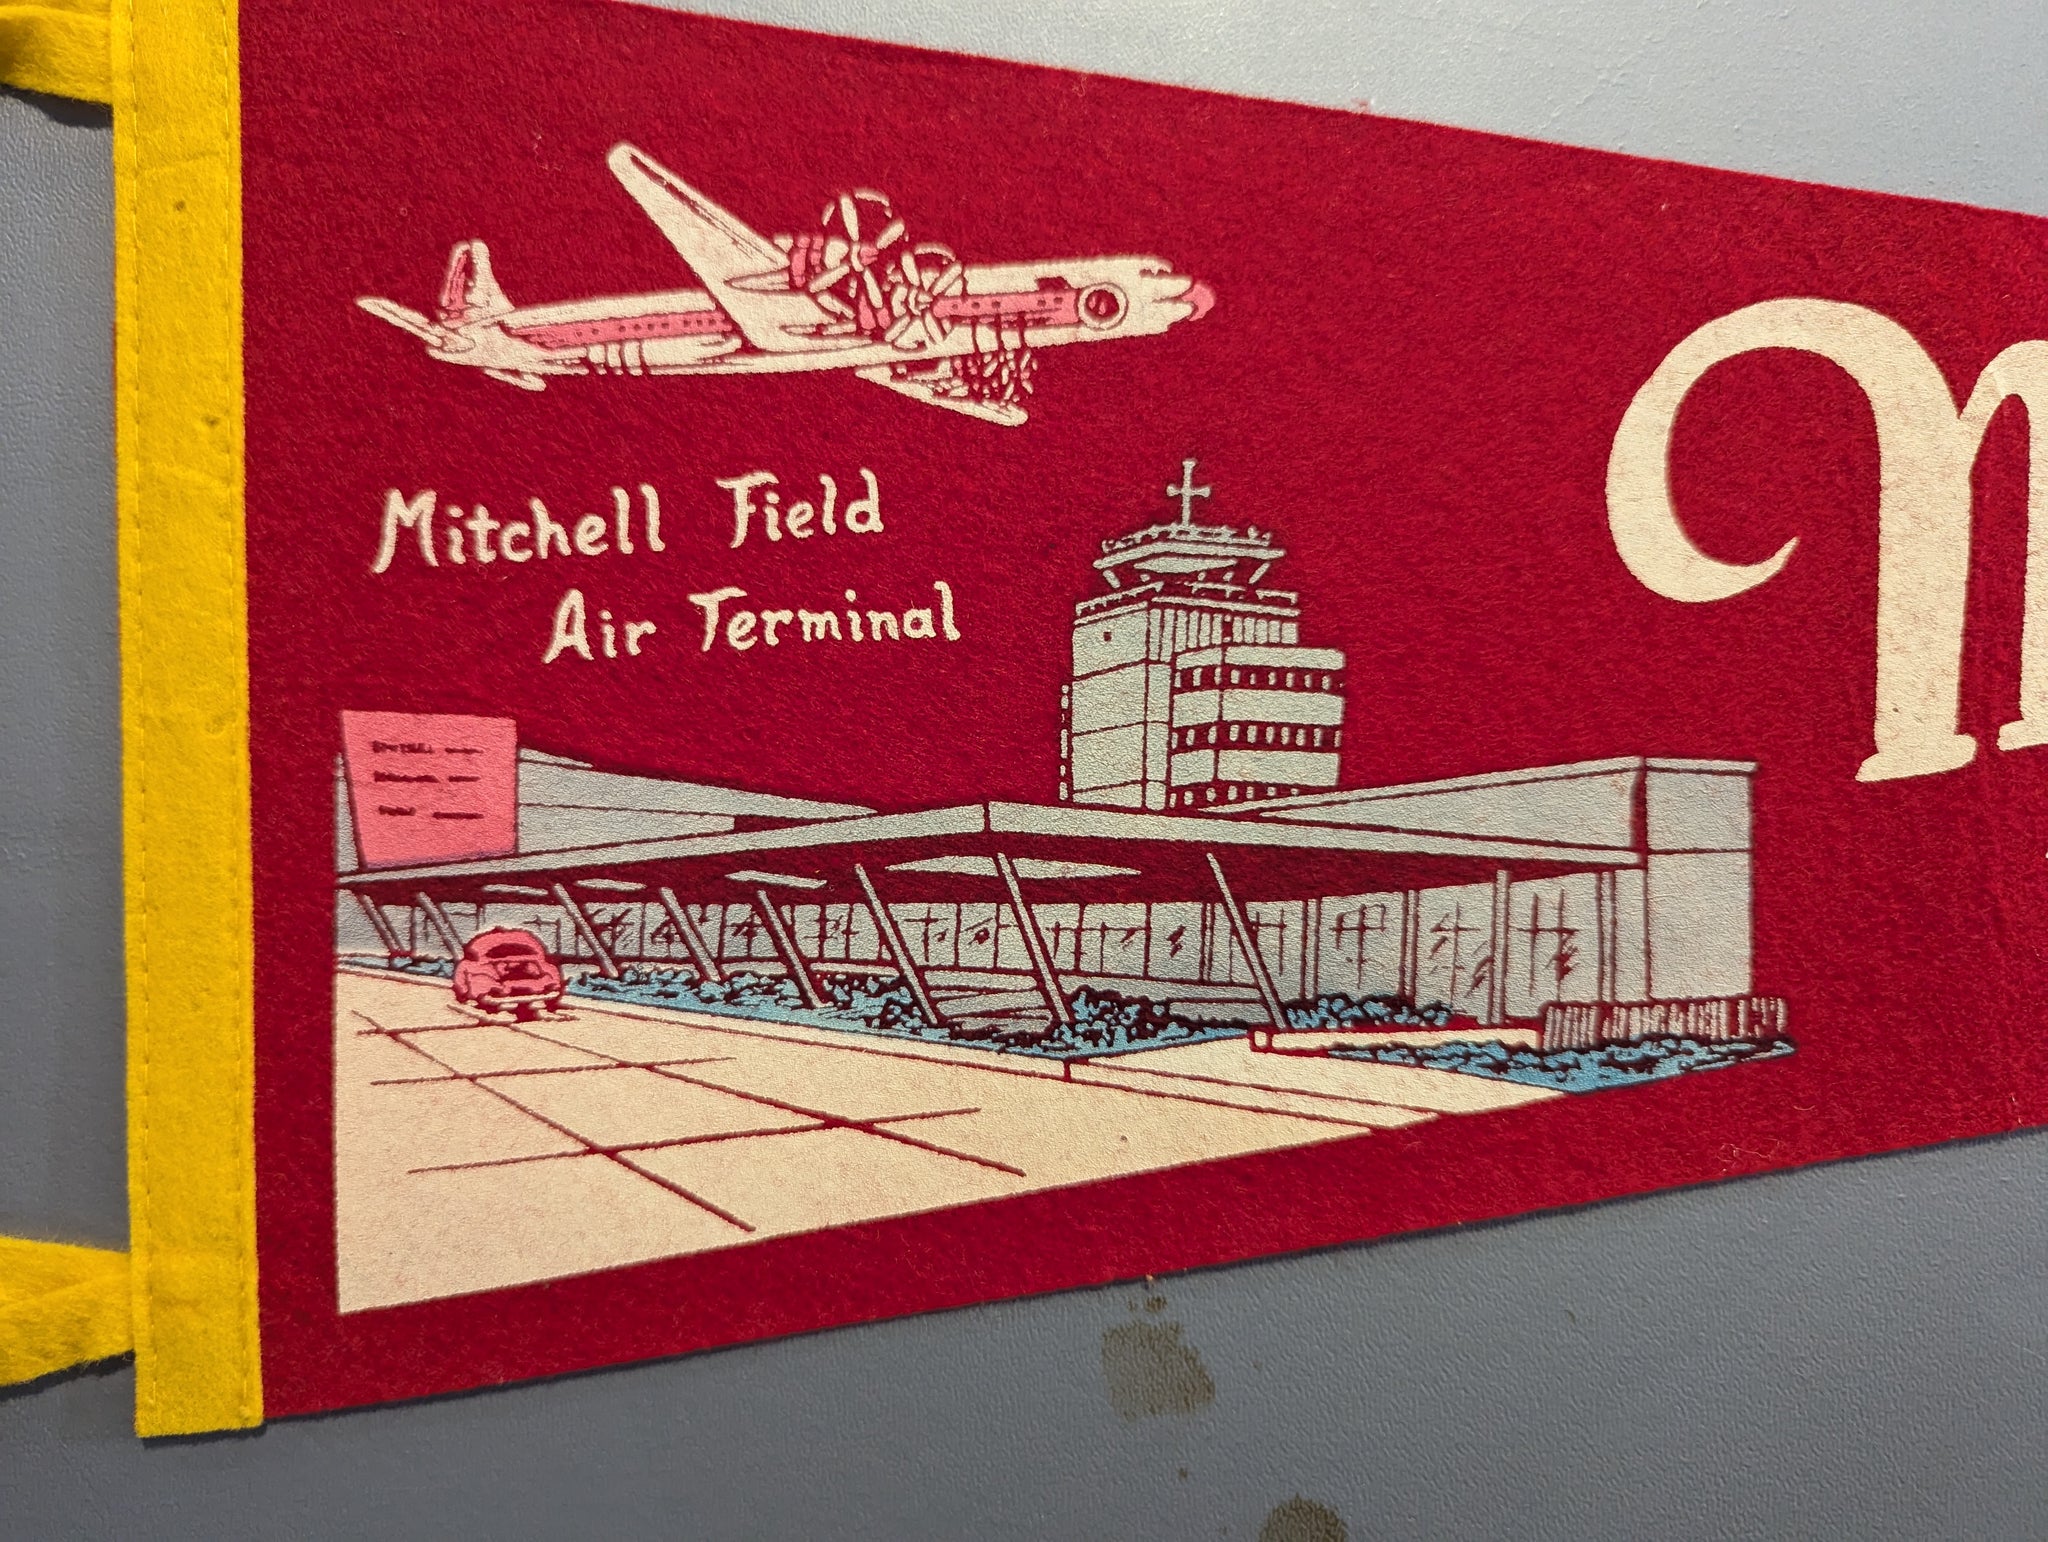 Mitchell Field
Air Terminal
M